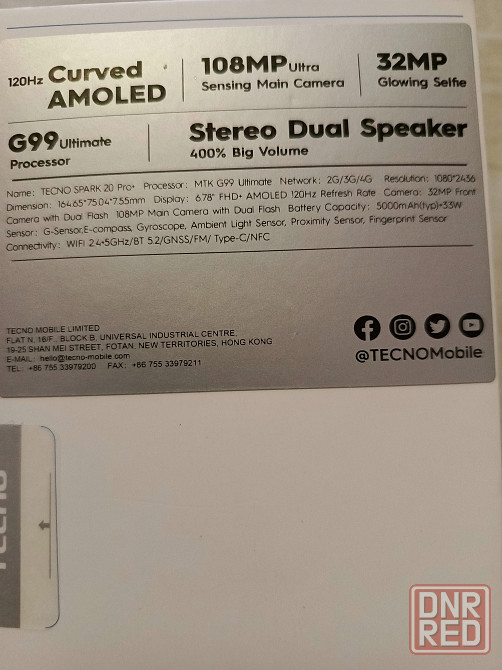 120Hz Curved AMOLED
108MP Ultra Sensing Main Camera
32MP Glowing Selfie
G99 Ultimate Processor
Stereo Dual Speaker
400% Big Volume
Name: TECNO SPARK 20 Pro+ Processor: MTK G99 Ultimate Network: 2G/3G/4G Resolution: 1080*2436
Dimension: 164.65*75.04*7.55mm Display: 6.78" FHD+ AMOLED 120Hz Refresh Rate Camera: 32MP Front
Camera with Dual Flash 108MP Main Camera with Dual Flash Battery Capacity: 5000mAh(typ)+33W
Sensor: G-Sensor,E-compass, Gyroscope, Ambient Light Sensor, Proximity Sensor, Fingerprint Sensor
Connectivity: WIFI 2.4+5GHz/BT 5.2/GNSS/FM/ Type-C/NFC
TECNO MOBILE LIMITED
FLAT N, 16/F., BLOCK B, UNIVERSAL INDUSTRIAL CENTRE,
19-25 SHAN MEI STREET, FOTAN, NEW TERRITORIES, HONG KONG
E-MAIL: hello@tecno-mobile.com
TEL: +86 755 33979200 FAX: +86 755 33979211
@TECNOMobile
TECNO
DNR
RED